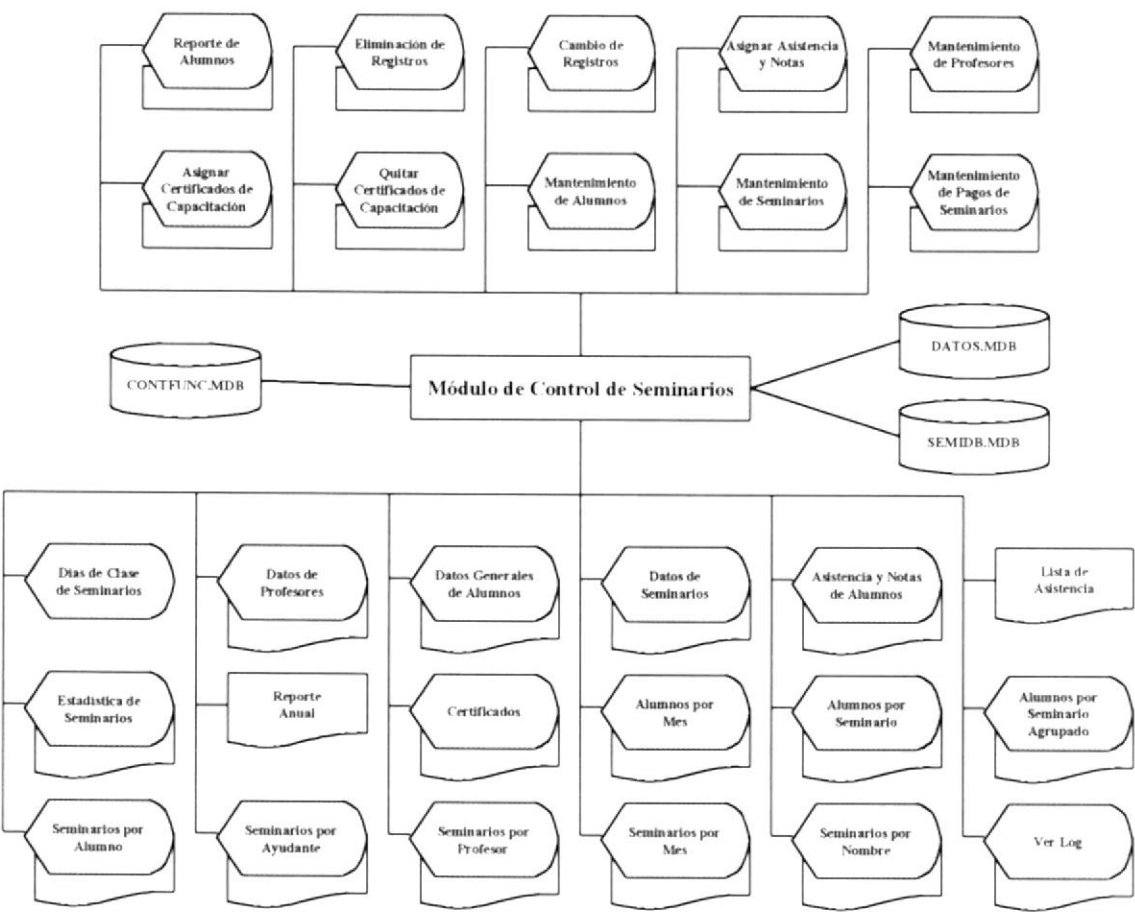 Reporte de
Alumnos
Eliminación de
Registros
Cambio de
Registros
Asignar Asistencia
y Notas
Mantenimiento
de Profesores
Asignar
Certificados de
Capacitación
Quitar
Certificados de
Capacitación
Mantenimiento
de Alumnos
Mantenimiento
de Seminarios
Mantenimiento
de Pagos de
Seminarios
CONTFUNC.MDB
Módulo de Control de Seminarios
DATOS.MDB
SEMIDB.MDB
Dias de Clase
de Seminarios
Datos de
Profesores
Datos Generales
de Alumnos
Datos de
Seminarios
Asistencia y Notas
de Alumnos
Lista de
Asistencia
Estadística de
Seminarios
Reporte
Anual
Certificados
Alumnos por
Mes
Alumnos por
Seminario
Alumnos por
Seminario
Agrupado
Seminarios por
Alumno
Seminarios por
Ayudante
Seminarios por
Profesor
Seminarios por
Mes
Seminarios por
Nombre
Ver Log